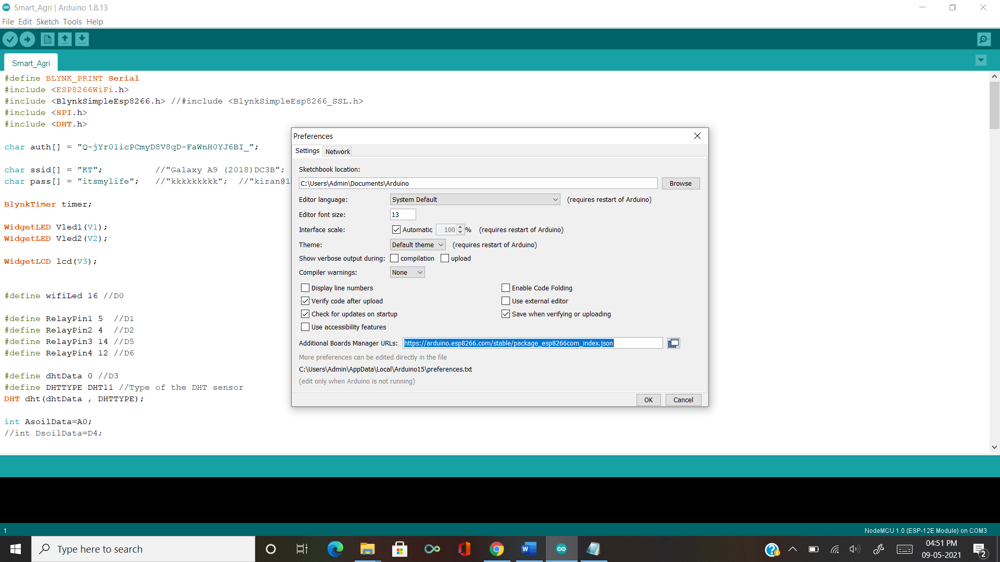 Smart_Agri | Arduino 1.8.13
File Edit Sketch Tools Help
Smart_Agri
#define BLYNK_PRINT Serial
#include <ESP8266WiFi.h>
#include <BlynkSimpleEsp8266.h> //#include <BlynkSimpleEsp8266_SSL.h>
#include <SPI.h>
#include <DHT.h>
char auth[] = "Q-jYr01icPCmyD8V8qD-FaWnH0YJ6BI_";
char ssid[] = "KT"; //"Galaxy A9 (2018)DC3B";
char pass[] = "itsmylife"; //"kkkkkkkkk"; //"kiran@1
BlynkTimer timer;
WidgetLED Vled1(V1);
WidgetLED Vled2(V2);
WidgetLCD lcd(V3);
#define wifiLed 16 //D0
#define RelayPin1 5 //D1
#define RelayPin2 4 //D2
#define RelayPin3 14 //D5
#define RelayPin4 12 //D6
#define dhtData 0 //D3
#define DHTTYPE DHT11 //Type of the DHT sensor
DHT dht(dhtData , DHTTYPE);
int AsoilData=A0;
//int DsoilData=D4;
Preferences
Settings Network
Sketchbook location:
C:\Users\Admin\Documents\Arduino Browse
Editor language: System Default (requires restart of Arduino)
Editor font size: 13
Interface scale: Automatic 100 % (requires restart of Arduino)
Theme: Default theme (requires restart of Arduino)
Show verbose output during: compilation upload
Compiler warnings: None
Display line numbers Enable Code Folding
Verify code after upload Use external editor
Check for updates on startup Save when verifying or uploading
Use accessibility features
Additional Boards Manager URLs: https://arduino.esp8266.com/stable/package_esp8266com_index.json
More preferences can be edited directly in the file
C:\Users\Admin\AppData\Local\Arduino15\preferences.txt
(edit only when Arduino is not running)
OK Cancel
1 NodeMCU 1.0 (ESP-12E Module) on COM3
Type here to search
04:51 PM
09-05-2021
2